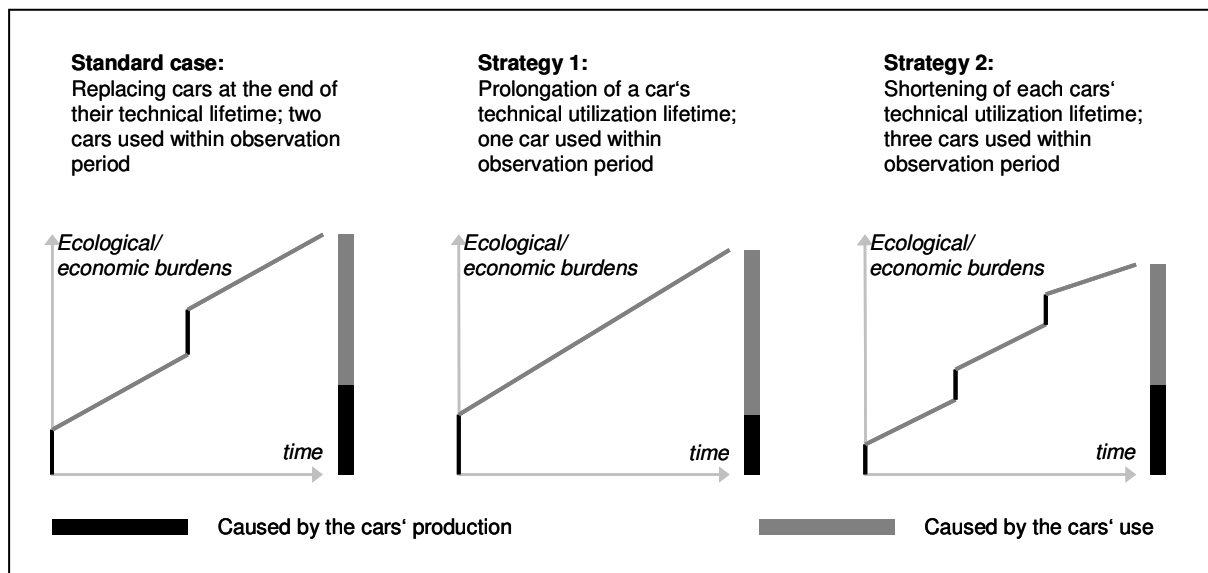 Standard case:
Replacing cars at the end of
their technical lifetime; two
cars used within observation
period
Strategy 1:
Prolongation of a car‘s
technical utilization lifetime;
one car used within
observation period
Strategy 2:
Shortening of each cars‘
technical utilization lifetime;
three cars used within
observation period
Ecological/
economic burdens
time
Ecological/
economic burdens
time
Ecological/
economic burdens
time
Caused by the cars‘ production
Caused by the cars‘ use